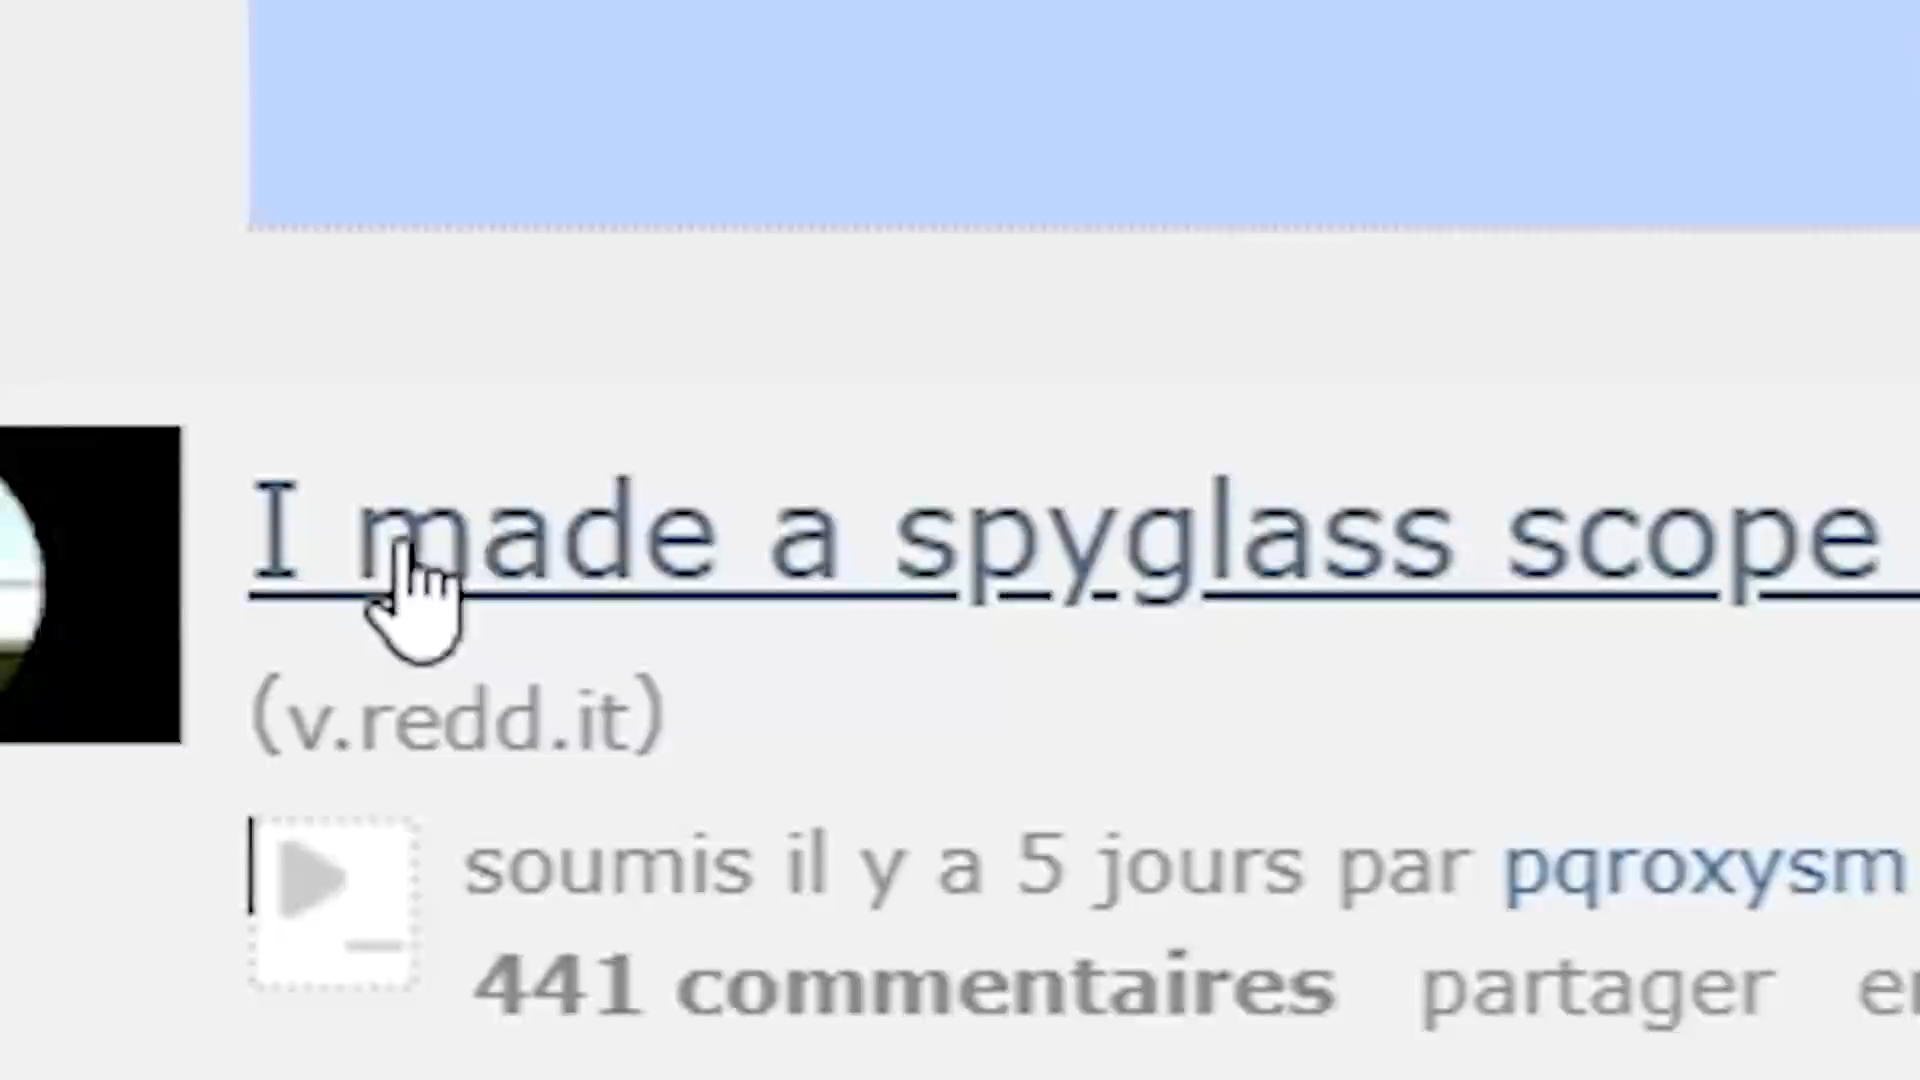 I made a spyglass scope
(v.redd.it)
soumis il y a 5 jours par pqroxysm
441 commentaires partager